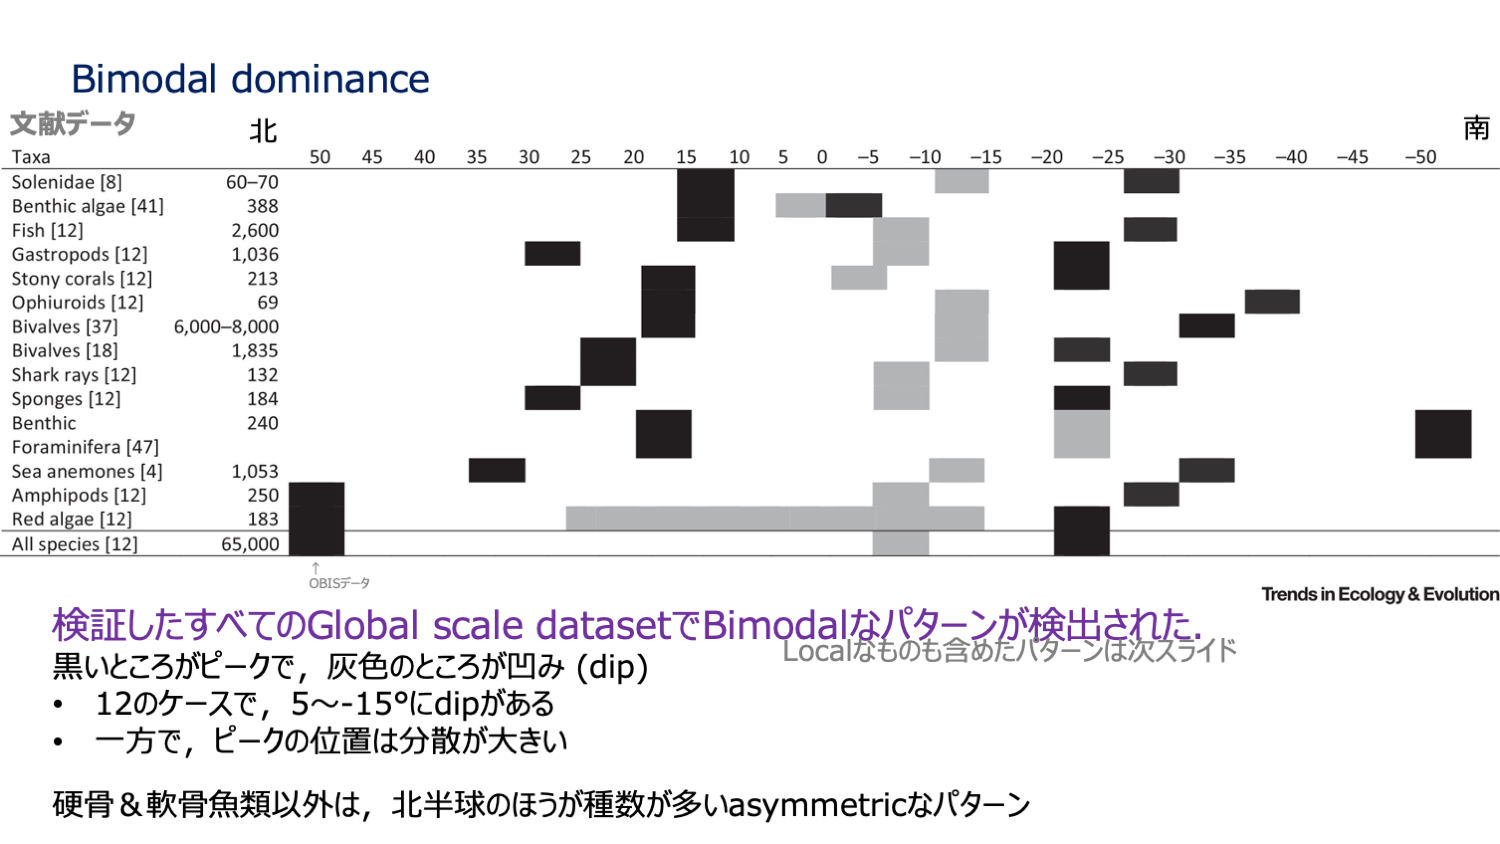 Bimodal dominance
文献データ
北
南
Taxa 50 45 40 35 30 25 20 15 10 5 0 –5 –10 –15 –20 –25 –30 –35 –40 –45 –50
Solenidae [8] 60–70
Benthic algae [41] 388
Fish [12] 2,600
Gastropods [12] 1,036
Stony corals [12] 213
Ophiuroids [12] 69
Bivalves [37] 6,000–8,000
Bivalves [18] 1,835
Shark rays [12] 132
Sponges [12] 184
Benthic 240
Foraminifera [47]
Sea anemones [4] 1,053
Amphipods [12] 250
Red algae [12] 183
All species [12] 65,000
↑
OBISデータ
Trends in Ecology & Evolution
検証したすべてのGlobal scale datasetでBimodalなパターンが検出された.
Localなものも含めたパターンは次スライド
黒いところがピークで，灰色のところが凹み (dip)
• 12のケースで，5～-15°にdipがある
• 一方で，ピークの位置は分散が大きい
硬骨＆軟骨魚類以外は，北半球のほうが種数が多いasymmetricなパターン